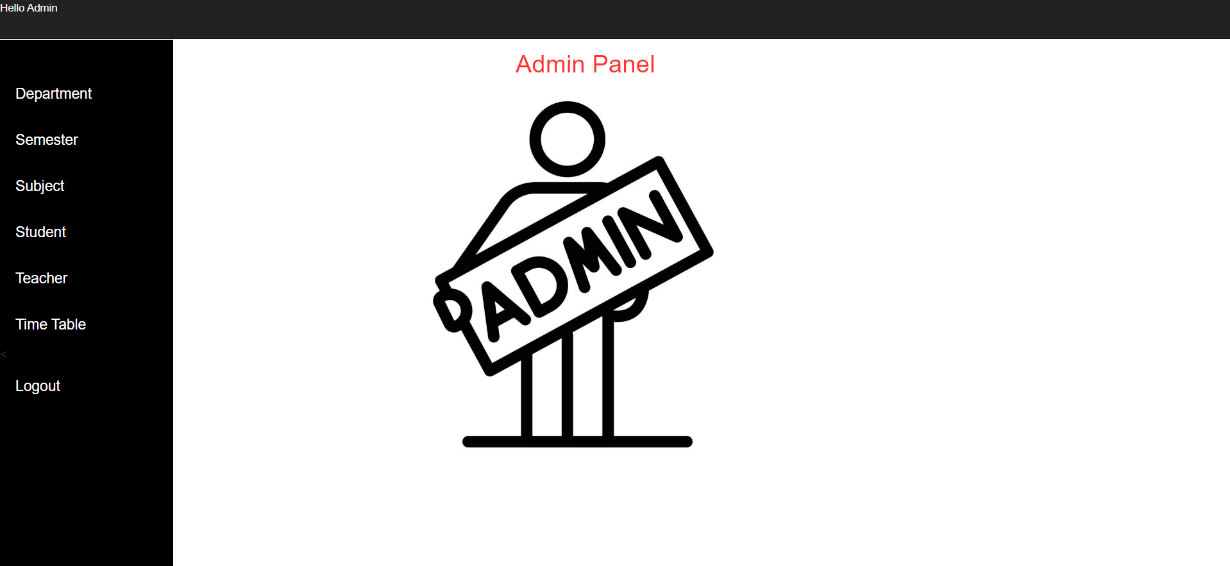 Hello Admin
Admin Panel
Department
Semester
Subject
Student
Teacher
Time Table
<
Logout
ADMIN